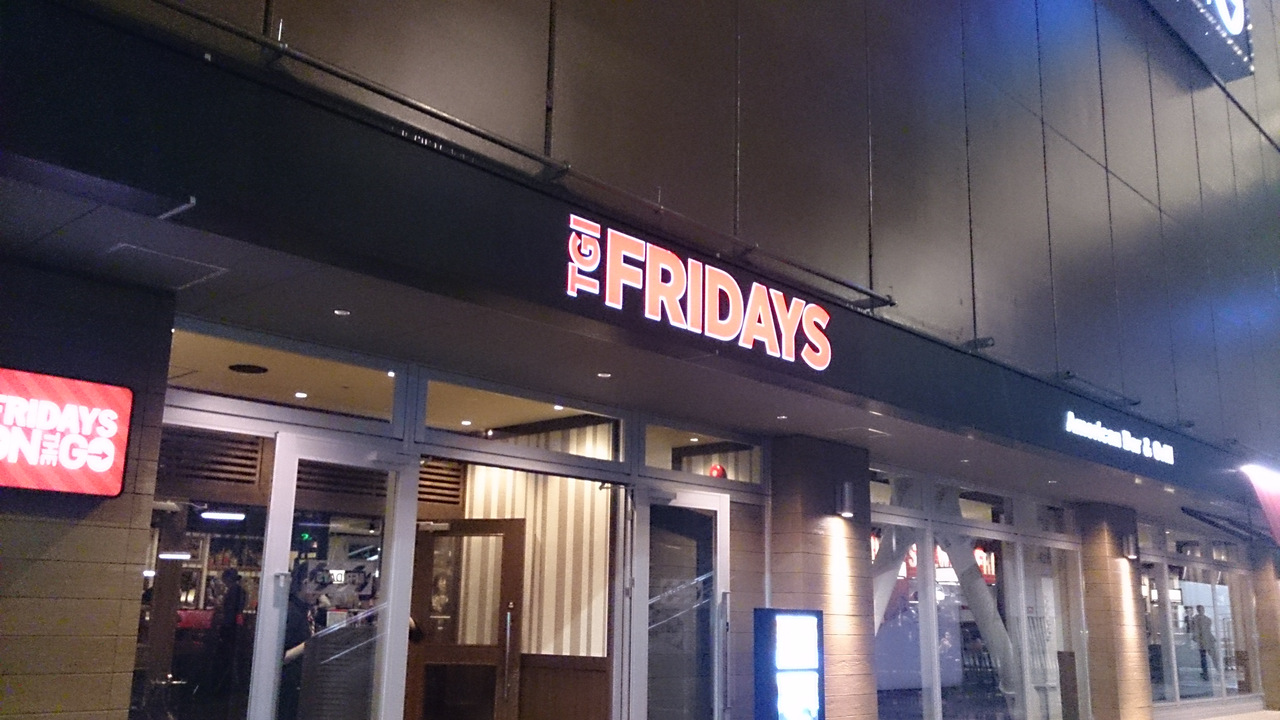 TGI FRIDAYS
American Bar & Grill
FRIDAYS
ON THE GO